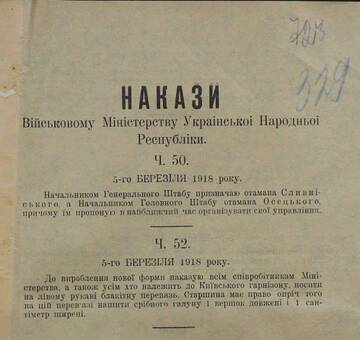 723
329
НАКАЗИ
Військовому Міністерству Української Народньої
Республіки.
Ч. 50.
5-го БЕРЕЗІЛЯ 1918 року.
Начальником Генерального Штабу призначаю отамана Сливин-
ського, а Начальником Головного Штабу отамана Осецького,
причому їм пропоную в найближчий час організувати свої управління.
Ч. 52.
5-го БЕРЕЗІЛЯ 1918 року.
До вироблення нової форми наказую всім співробітникам Міні-
стерства, а також усім хто належить до Київського гарнізону, носити
на лівому рукаві блакітну перевязь. Старшина має право опріч того
на цій перевязі нашити срібного галуну 1 вершок довжені і 1 сан-
тіметр ширені.